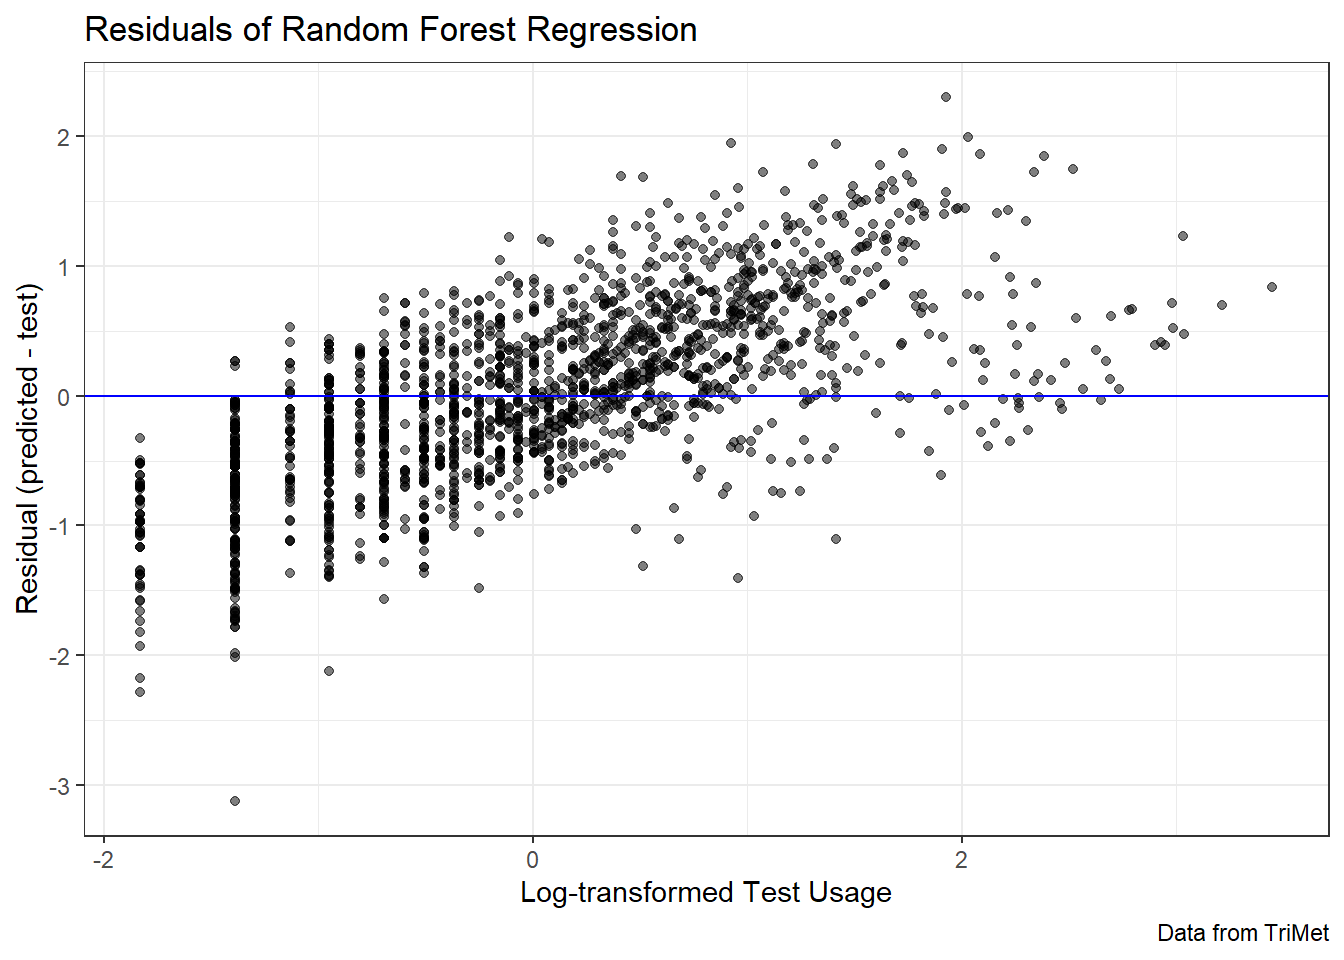 Residuals of Random Forest Regression
Residual (predicted - test)
2
1
0
-1
-2
-3
-2
0
2
Log-transformed Test Usage
Data from TriMet